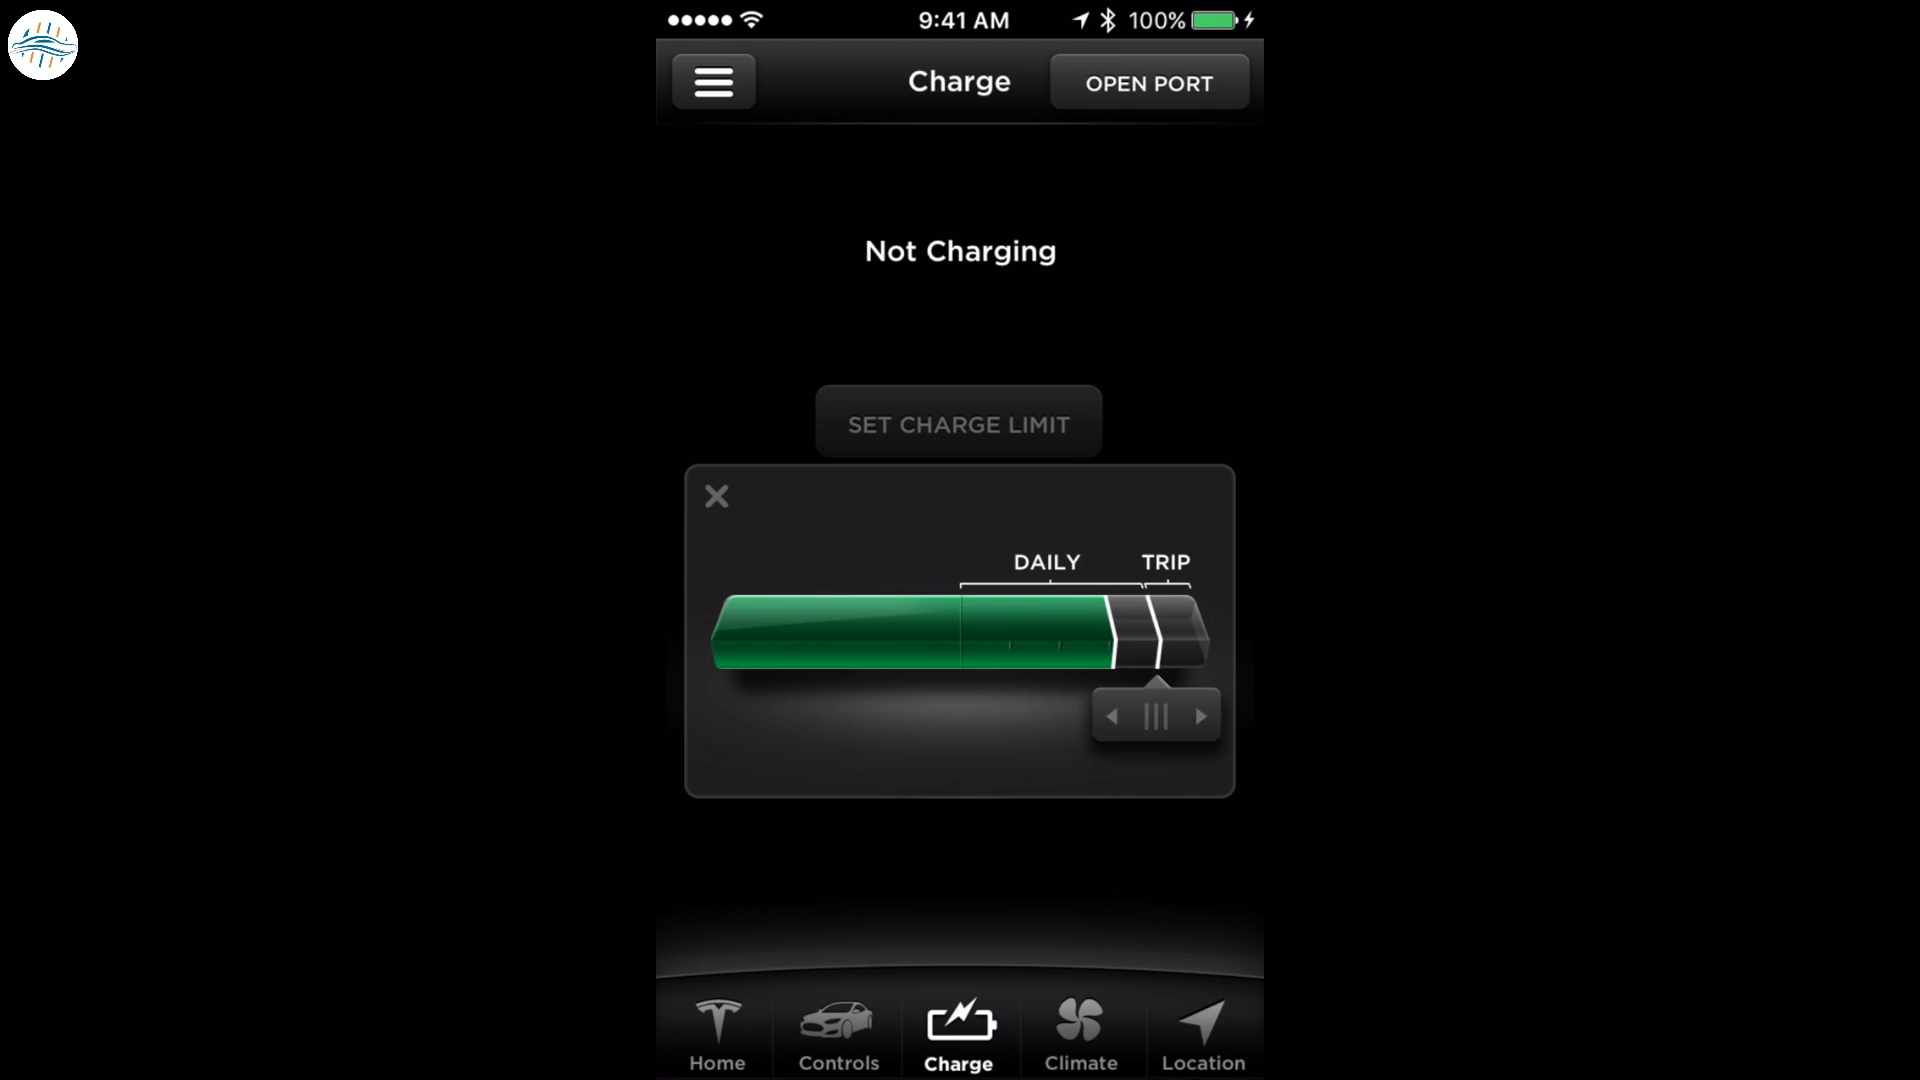 9:41 AM
100%
Charge
OPEN PORT
Not Charging
SET CHARGE LIMIT
DAILY
TRIP
Home
Controls
Charge
Climate
Location